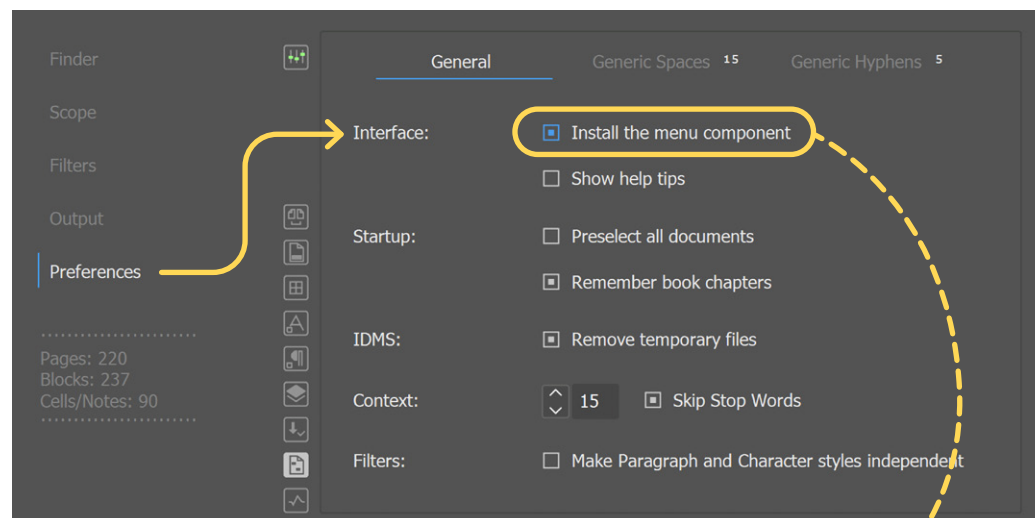 Finder
Scope
Filters
Output
Preferences
Pages: 220
Blocks: 237
Cells/Notes: 90
General Generic Spaces 15 Generic Hyphens 5
Interface: Install the menu component
Show help tips
Startup: Preselect all documents
Remember book chapters
IDMS: Remove temporary files
Context: 15 Skip Stop Words
Filters: Make Paragraph and Character styles independent